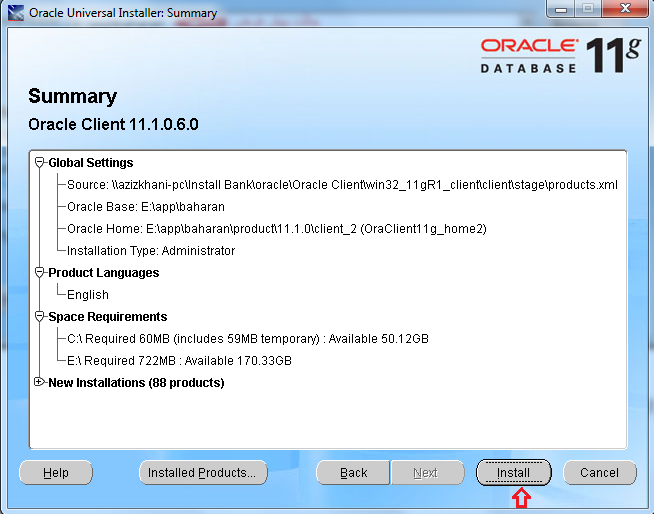 Oracle Universal Installer: Summary
ORACLE
DATABASE 11g
Summary
Oracle Client 11.1.0.6.0
Global Settings
Source: \\azizkhani-pc\Install Bank\oracle\Oracle Client\win32_11gR1_client\client\stage\products.xml
Oracle Base: E:\app\baharan
Oracle Home: E:\app\baharan\product\11.1.0\client_2 (OraClient11g_home2)
Installation Type: Administrator
Product Languages
English
Space Requirements
C:\ Required 60MB (includes 59MB temporary) : Available 50.12GB
E:\ Required 722MB : Available 170.33GB
New Installations (88 products)
Help Installed Products... Back Next Install Cancel